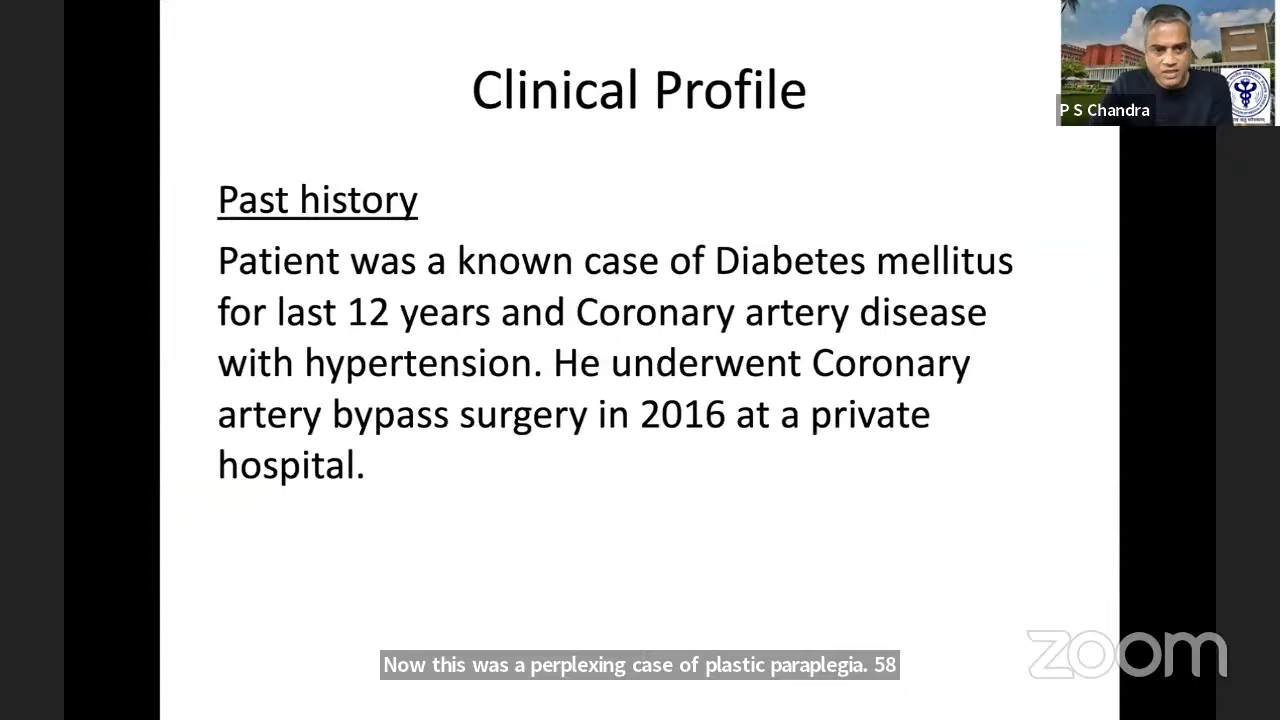 Clinical Profile
P S Chandra
Past history
Patient was a known case of Diabetes mellitus
for last 12 years and Coronary artery disease
with hypertension. He underwent Coronary
artery bypass surgery in 2016 at a private
hospital.
Now this was a perplexing case of plastic paraplegia. 58
zoom